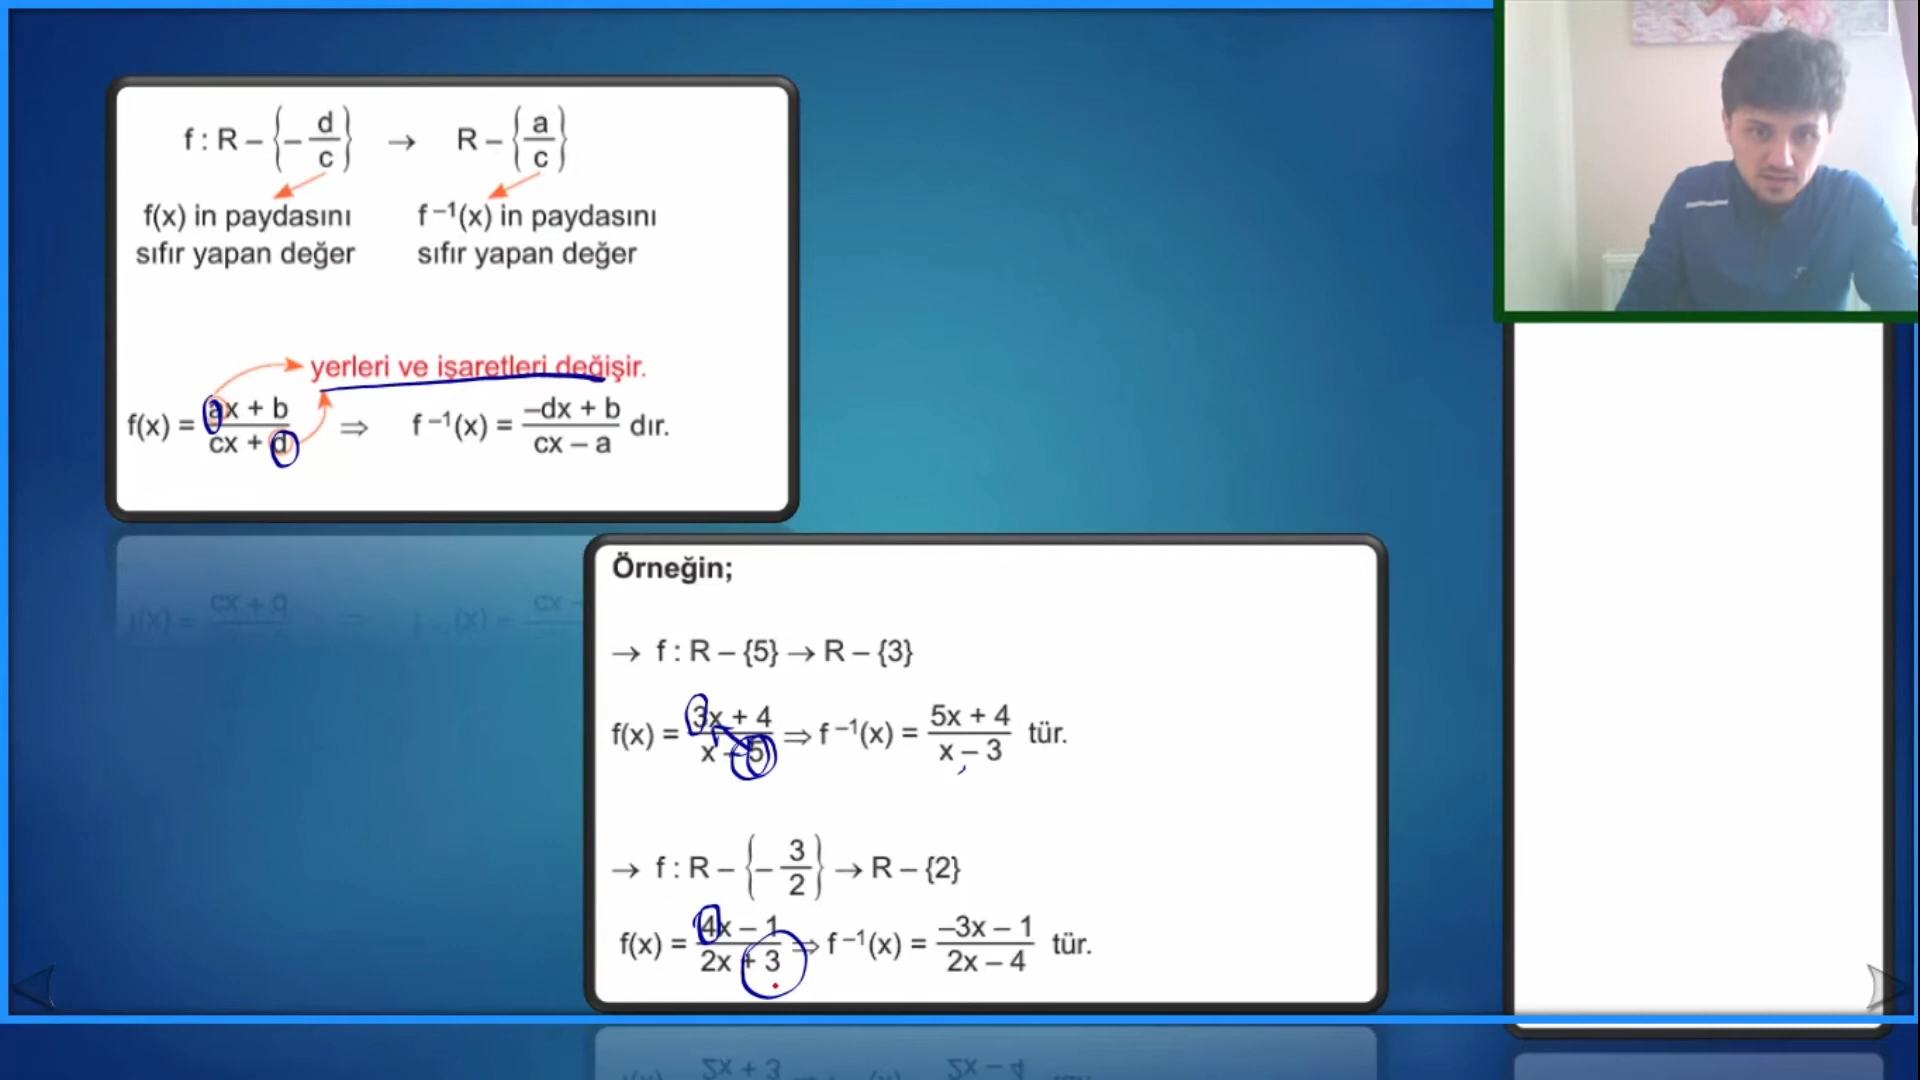 f : R – {– d/c} → R – {a/c}
f(x) in paydasını f⁻¹(x) in paydasını
sıfır yapan değer sıfır yapan değer
yerleri ve işaretleri değişir.
f(x) = (ax + b)/(cx + d) ⇒ f⁻¹(x) = (–dx + b)/(cx – a) dır.
Örneğin;
→ f : R – {5} → R – {3}
f(x) = (3x + 4)/(x – 5) ⇒ f⁻¹(x) = (5x + 4)/(x – 3) tür.
→ f : R – {– 3/2} → R – {2}
f(x) = (4x – 1)/(2x + 3) ⇒ f⁻¹(x) = (–3x – 1)/(2x – 4) tür.